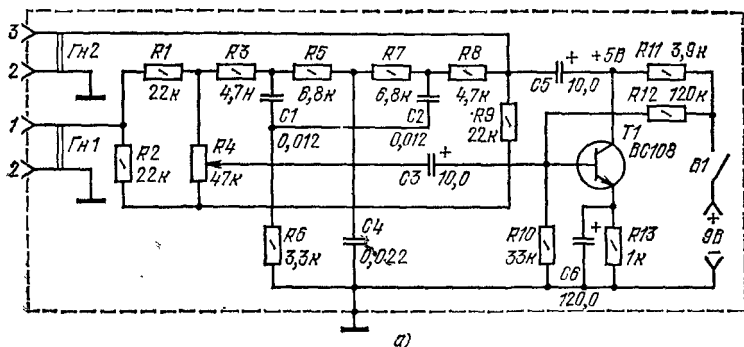 3 Гн2
2
1 Гн1
2
R1 22к
R2 22к
R3 4,7к
R4 47к
R5 6,8к
R6 3,3к
R7 6,8к
R8 4,7к
R9 22к
C1 0,012
C2 0,012
C3 10,0
C4 0,022
C5 10,0
+5В
R11 3,9к
R12 120к
T1 BC108
В1
+
9В
−
R10 33к
C6 120,0
R13 1к
+
+
+
а)